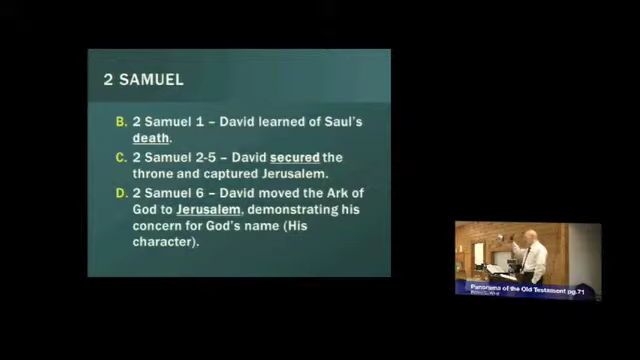 2 SAMUEL
B. 2 Samuel 1 – David learned of Saul's
death.
C. 2 Samuel 2-5 – David secured the
throne and captured Jerusalem.
D. 2 Samuel 6 – David moved the Ark of
God to Jerusalem, demonstrating his
concern for God's name (His
character).
Panorama of the Old Testament pg.71